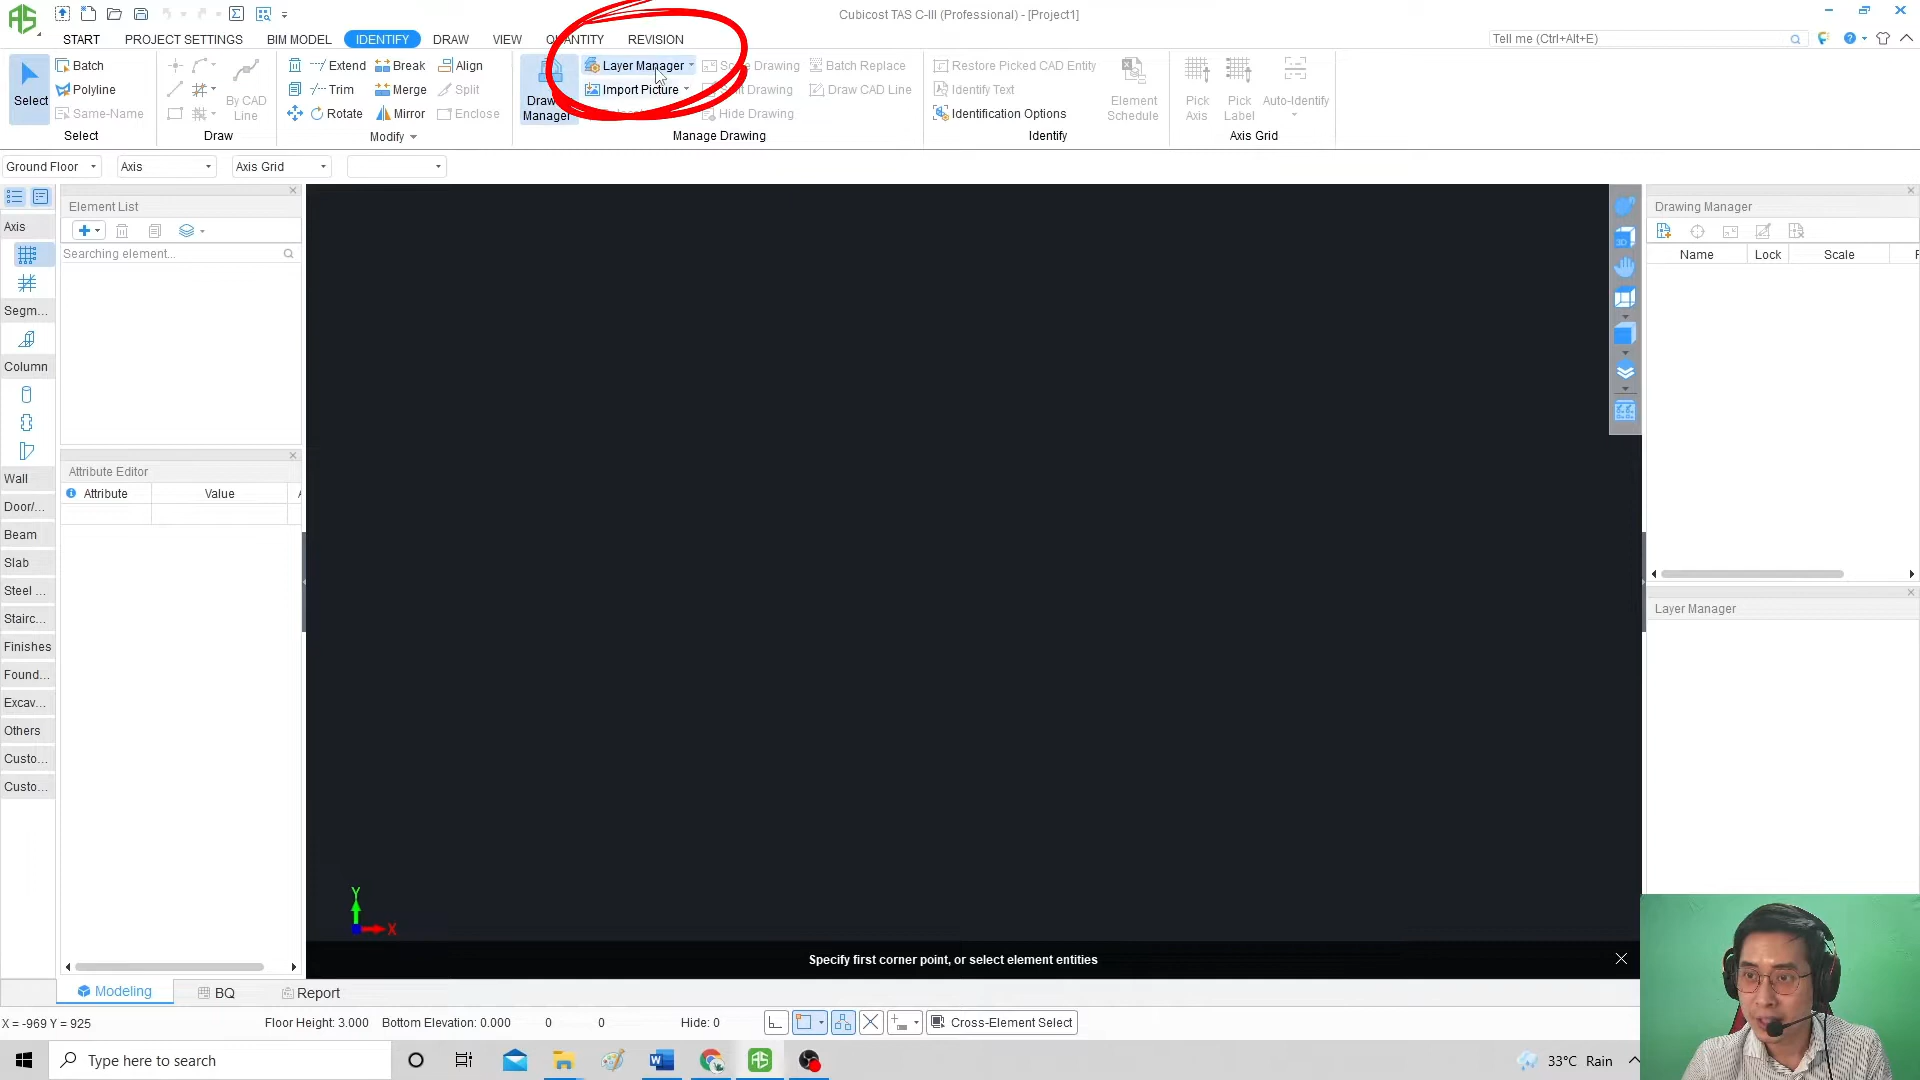 Cubicost TAS C-III (Professional) - [Project1]
START
PROJECT SETTINGS
BIM MODEL
IDENTIFY
DRAW
VIEW
QUANTITY
REVISION
Tell me (Ctrl+Alt+E)
Select
Batch
Polyline
Same-Name
Select
By CAD
Line
Draw
Extend
Break
Align
Trim
Merge
Split
Rotate
Mirror
Enclose
Modify
Manager
Layer Manager
Import Picture
Drawing
Drawing
Hide Drawing
Batch Replace
Draw CAD Line
Manage Drawing
Restore Picked CAD Entity
Identify Text
Identification Options
Element
Schedule
Identify
Pick
Axis
Pick
Label
Auto-Identify
Axis Grid
Ground Floor
Axis
Axis Grid
Element List
Searching element...
Axis
Segm...
Column
Wall
Door/...
Beam
Slab
Steel ...
Stairc...
Finishes
Found...
Excav...
Others
Custo...
Custo...
Attribute Editor
Attribute
Value
Drawing Manager
Name
Lock
Scale
Layer Manager
3D
Y
X
Specify first corner point, or select element entities
Modeling
BQ
Report
X = -969 Y = 925
Floor Height: 3.000
Bottom Elevation: 0.000
0
0
Hide: 0
Cross-Element Select
Type here to search
33°C Rain